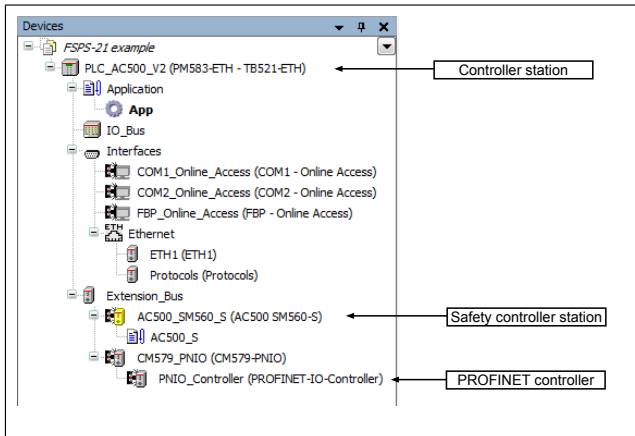 Devices
FSPS-21 example
PLC_AC500_V2 (PM583-ETH - TB521-ETH)
Controller station
Application
App
IO_Bus
Interfaces
COM1_Online_Access (COM1 - Online Access)
COM2_Online_Access (COM2 - Online Access)
FBP_Online_Access (FBP - Online Access)
ETH
Ethernet
ETH1 (ETH1)
Protocols (Protocols)
Extension_Bus
AC500_SM560_S (AC500 SM560-S)
Safety controller station
AC500_S
CM579_PNIO (CM579-PNIO)
PNIO_Controller (PROFINET-IO-Controller)
PROFINET controller